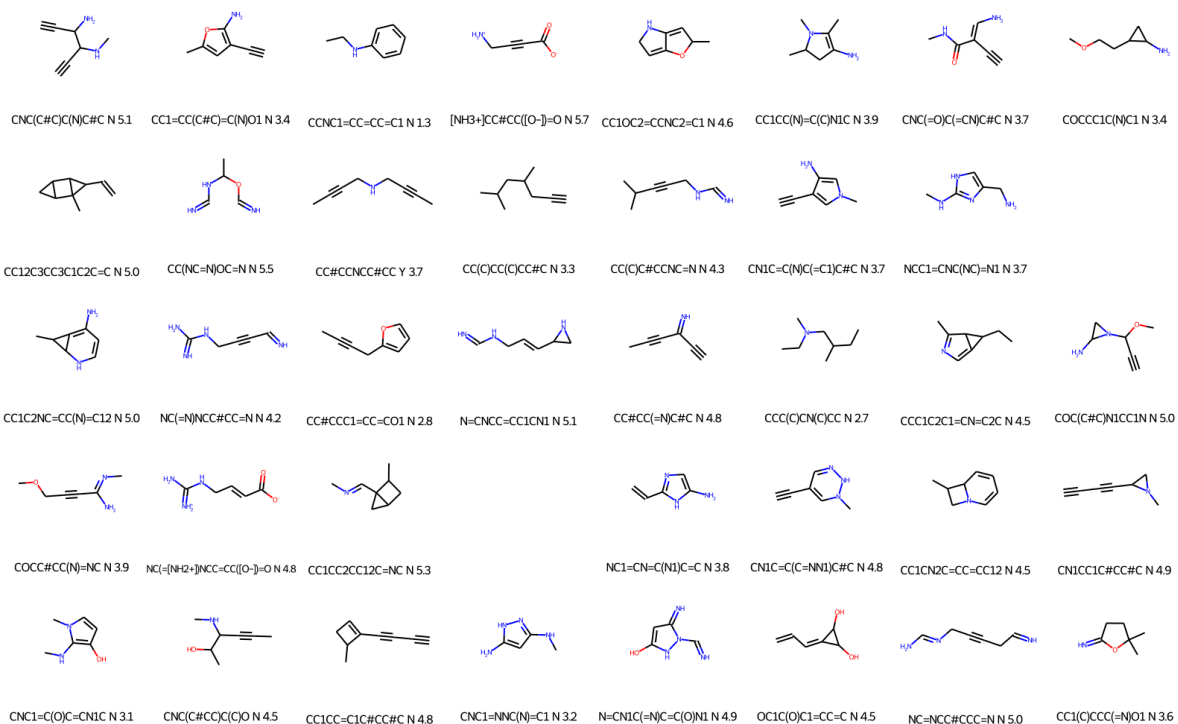 CNC(C#C)C(N)C#C N 5.1
CC1=CC(C#C)=C(N)O1 N 3.4
CCNC1=CC=CC=C1 N 1.3
[NH3+]CC#CC([O-])=O N 5.7
CC1OC2=CCNC2=C1 N 4.6
CC1CC(N)=C(C)N1C N 3.9
CNC(=O)C(=CN)C#C N 3.7
COCCC1C(N)C1 N 3.4
CC12C3CC3C1C2C=C N 5.0
CC(NC=N)OC=N N 5.5
CC#CCNCC#CC Y 3.7
CC(C)CC(C)CC#C N 3.3
CC(C)C#CCNC=N N 4.3
CN1C=C(N)C(=C1)C#C N 3.7
NCC1=CNC(NC)=N1 N 3.7
CC1C2NC=CC(N)=C12 N 5.0
NC(=N)NCC#CC=N N 4.2
CC#CCC1=CC=CO1 N 2.8
N=CNCC=CC1CN1 N 5.1
CC#CC(=N)C#C N 4.8
CCC(C)CN(C)CC N 2.7
CCC1C2C1=CN=C2C N 4.5
COC(C#C)N1CC1N N 5.0
COCC#CC(N)=NC N 3.9
NC(=[NH2+])NCC=CC([O-])=O N 4.8
CC1CC2CC12C=NC N 5.3
NC1=CN=C(N1)C=C N 3.8
CN1C=C(C=NN1)C#C N 4.8
CC1CN2C=CC=CC12 N 4.5
CN1CC1C#CC#C N 4.9
CNC1=C(O)C=CN1C N 3.1
CNC(C#CC)C(C)O N 4.5
CC1CC=C1C#CC#C N 4.8
CNC1=NNC(N)=C1 N 3.2
N=CN1C(=N)C=C(O)N1 N 4.9
OC1C(O)C1=CC=C N 4.5
NC=NCC#CCC=N N 5.0
CC1(C)CCC(=N)O1 N 3.6